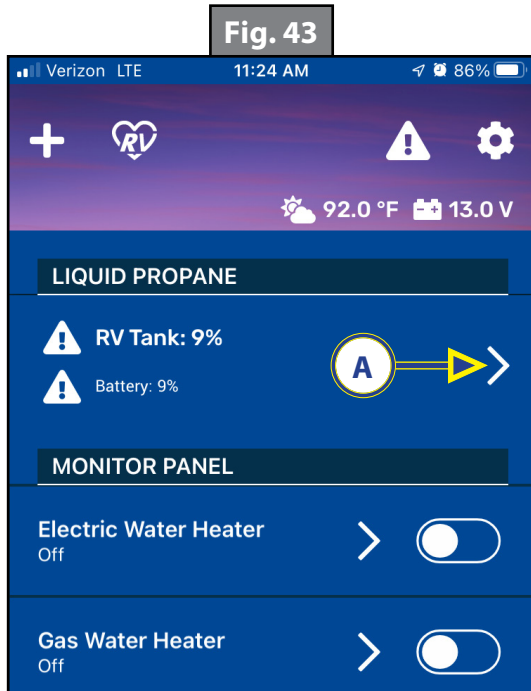 Fig. 43
Verizon LTE 11:24 AM 86%
RV
92.0 °F 13.0 V
LIQUID PROPANE
RV Tank: 9%
Battery: 9%
A
MONITOR PANEL
Electric Water Heater
Off
Gas Water Heater
Off